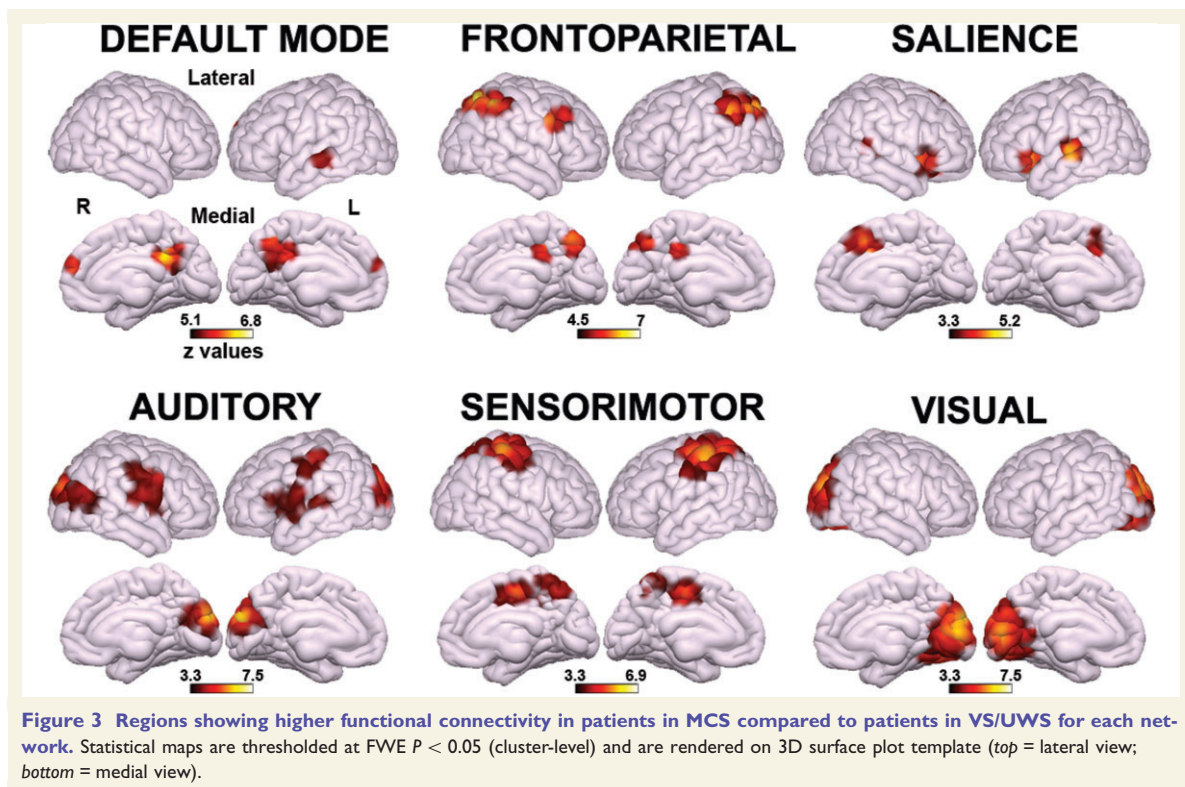 DEFAULT MODE
FRONTOPARIETAL
SALIENCE
Lateral
R
Medial
L
5.1 6.8
z values
4.5 7
3.3 5.2
AUDITORY
SENSORIMOTOR
VISUAL
3.3 7.5
3.3 6.9
3.3 7.5
Figure 3 Regions showing higher functional connectivity in patients in MCS compared to patients in VS/UWS for each net-
work. Statistical maps are thresholded at FWE P < 0.05 (cluster-level) and are rendered on 3D surface plot template (top = lateral view;
bottom = medial view).